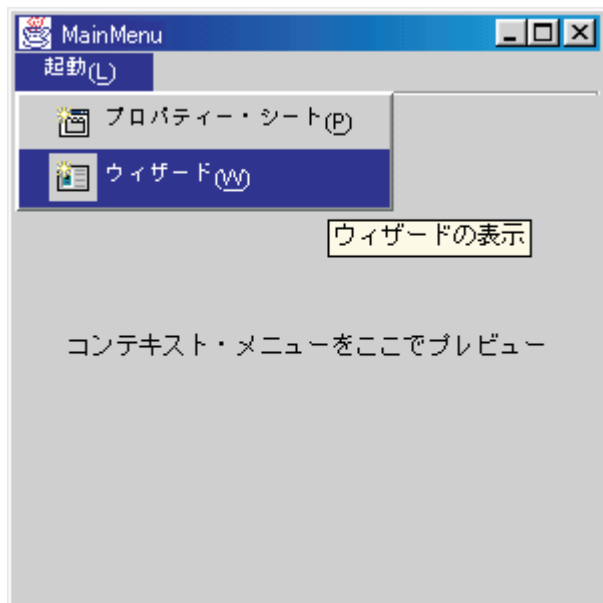 MainMenu
起動(L)
プロパティー・シート(P)
ウィザード(W)
ウィザードの表示
コンテキスト・メニューをここでプレビュー